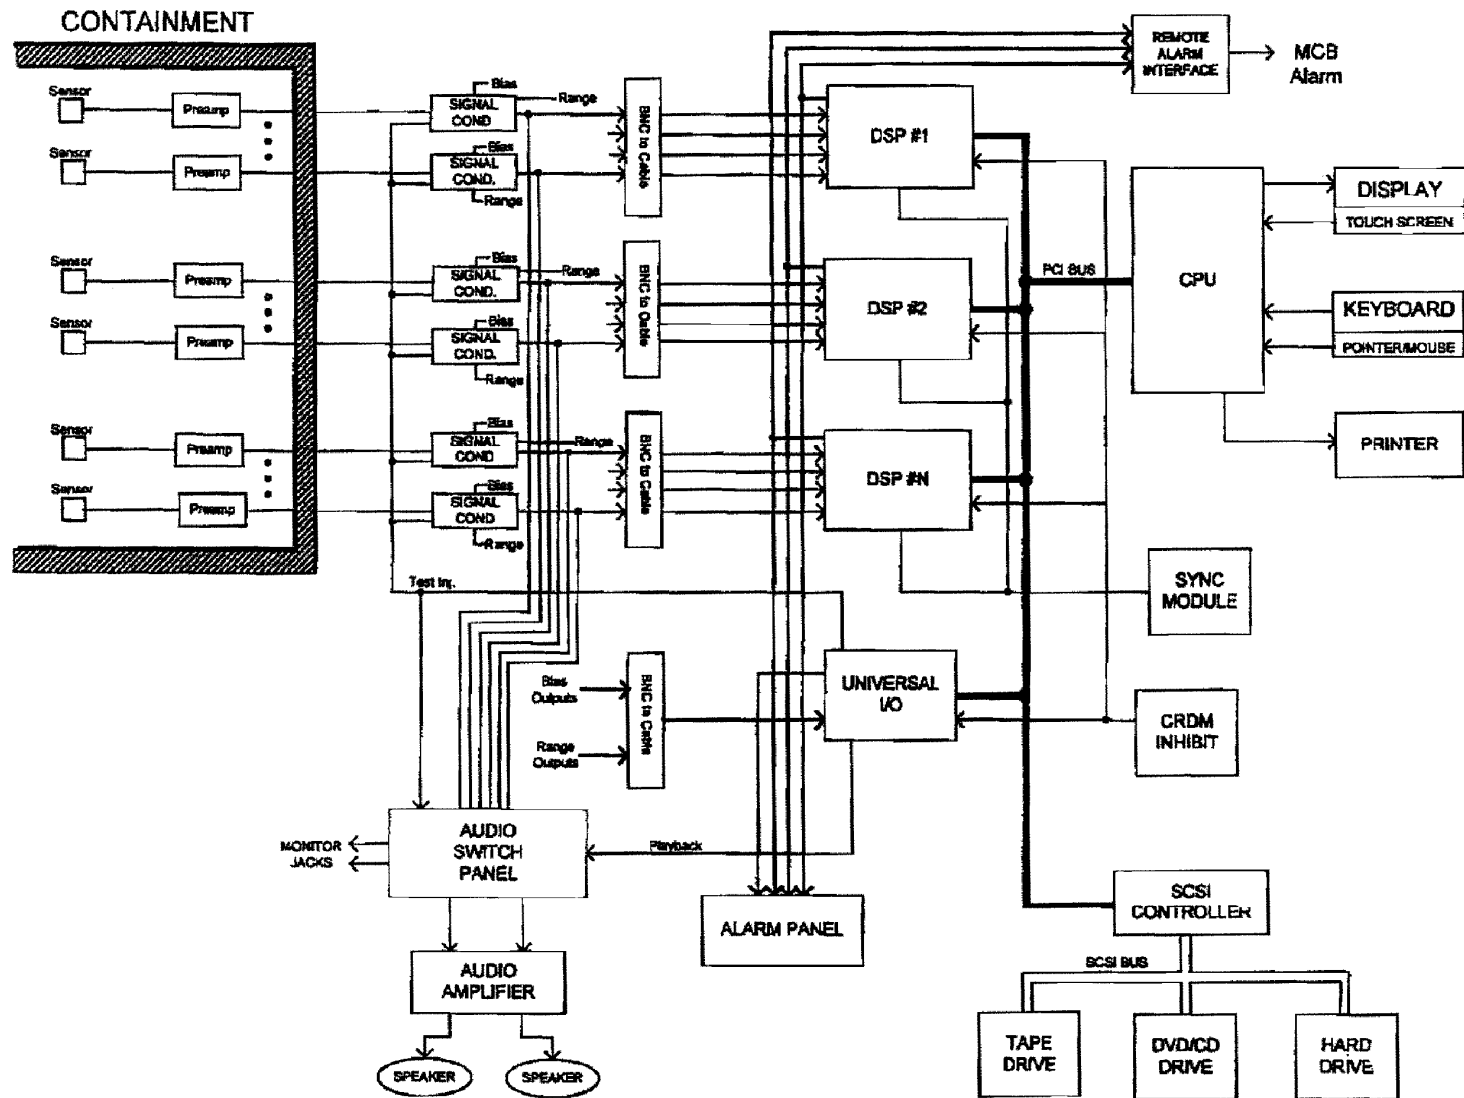 CONTAINMENT
REMOTE
ALARM
INTERFACE
MCB
Alarm
Sensor
Preamp
Bias
Range
SIGNAL
COND
BNC to Cable
DSP #1
Sensor
Preamp
Bias
SIGNAL
COND.
Range
CPU
DISPLAY
TOUCH SCREEN
Sensor
Preamp
Bias
Range
SIGNAL
COND.
BNC to Cable
DSP #2
PCI BUS
KEYBOARD
POINTER/MOUSE
Sensor
Preamp
Bias
SIGNAL
COND.
Range
Sensor
Preamp
Bias
Range
SIGNAL
COND
BNC to Cable
DSP #N
PRINTER
Sensor
Preamp
Bias
SIGNAL
COND
Range
Test Inj.
SYNC
MODULE
Bias
Outputs
Range
Outputs
BNC to Cable
UNIVERSAL
I/O
CRDM
INHIBIT
MONITOR
JACKS
AUDIO
SWITCH
PANEL
Playback
ALARM PANEL
SCSI
CONTROLLER
SCSI BUS
AUDIO
AMPLIFIER
SPEAKER
SPEAKER
TAPE
DRIVE
DVD/CD
DRIVE
HARD
DRIVE